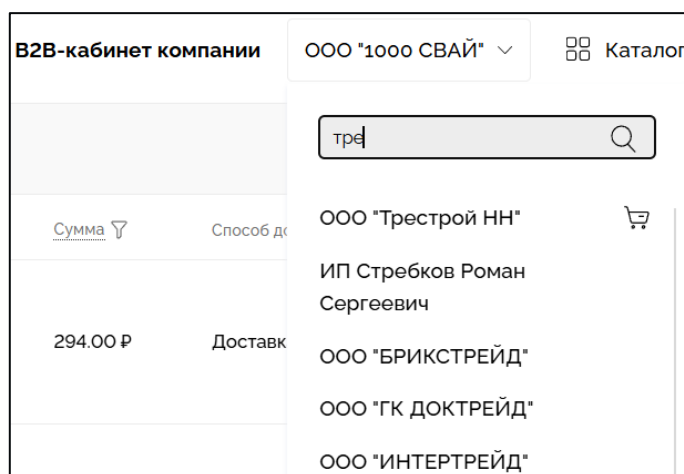 B2B-кабинет компании
ООО "1000 СВАЙ"
Каталог
тре
Сумма
Способ до
ООО "Трестрой НН"
ИП Стребков Роман
Сергеевич
294.00 ₽
Доставк
ООО "БРИКСТРЕЙД"
ООО "ГК ДОКТРЕЙД"
ООО "ИНТЕРТРЕЙД"